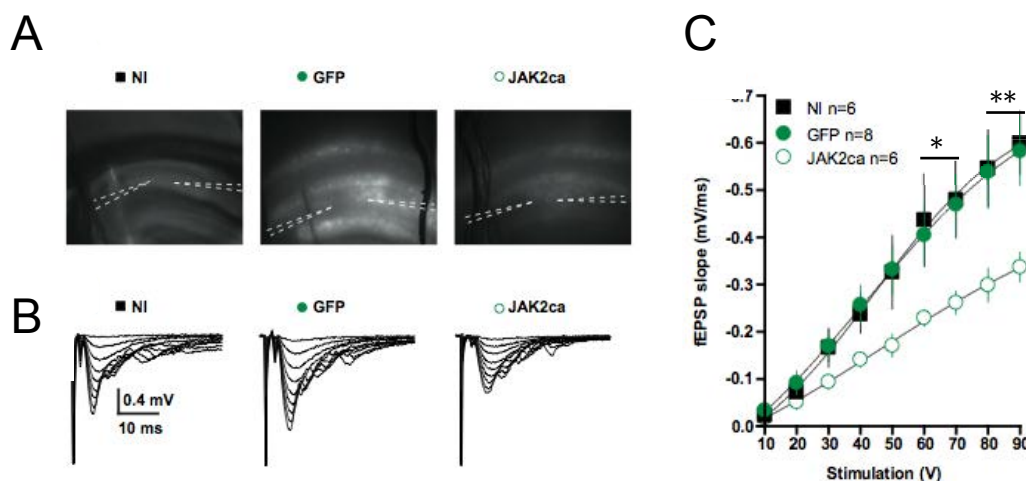 A
■ NI
● GFP
○ JAK2ca
B
■ NI
● GFP
○ JAK2ca
0.4 mV
10 ms
C
fEPSP slope (mV/ms)
-0.7
-0.6
-0.5
-0.4
-0.3
-0.2
-0.1
0.0
■ NI n=6
● GFP n=8
○ JAK2ca n=6
*
**
10 20 30 40 50 60 70 80 90
Stimulation (V)